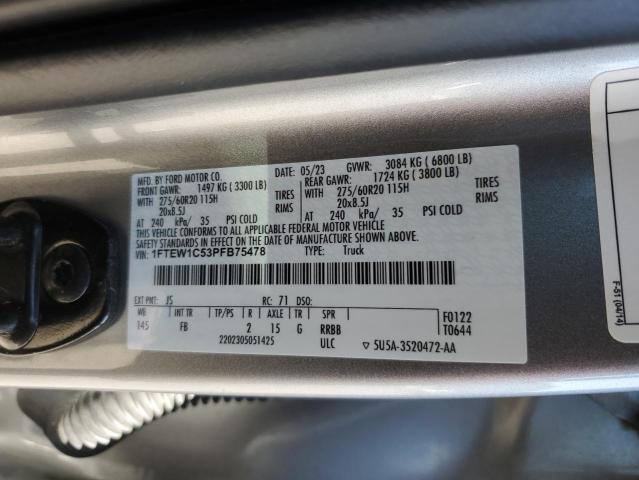 MFD. BY FORD MOTOR CO. DATE: 05/23 GVWR: 3084 KG ( 6800 LB)
FRONT GAWR: 1497 KG ( 3300 LB) REAR GAWR: 1724 KG ( 3800 LB)
WITH 275/60R20 115H TIRES WITH 275/60R20 115H TIRES
20x8.5J RIMS 20x8.5J RIMS
AT 240 kPa/ 35 PSI COLD AT 240 kPa/ 35 PSI COLD
THIS VEHICLE CONFORMS TO ALL APPLICABLE FEDERAL MOTOR VEHICLE
SAFETY STANDARDS IN EFFECT ON THE DATE OF MANUFACTURE SHOWN ABOVE.
VIN: 1FTEW1C53PFB75478 TYPE: Truck
EXT PNT: JS RC: 71 DSO:
WB INT TR TP/PS R AXLE TR SPR F0122
145 FB 2 15 G RRBB T0644
2202305051425 ULC 5U5A-3520472-AA
F-51(04/14)